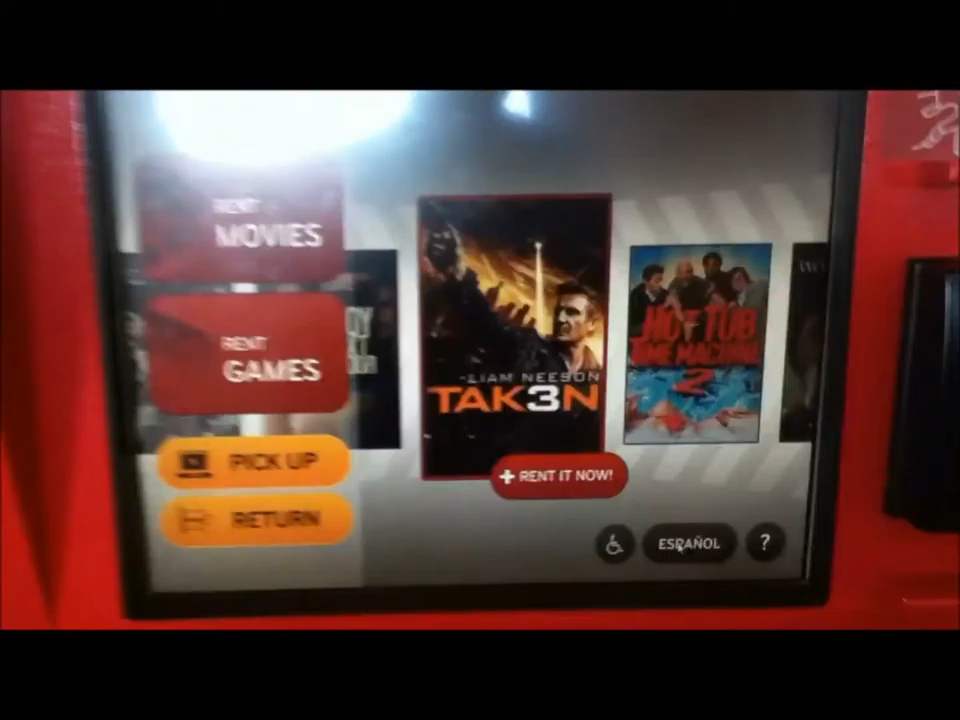 RENT
MOVIES
RENT
GAMES
PICK UP
RETURN
LIAM NEESON
TAK3N
+ RENT IT NOW!
HOT TUB
TIME MACHINE
2
ESPAÑOL
?